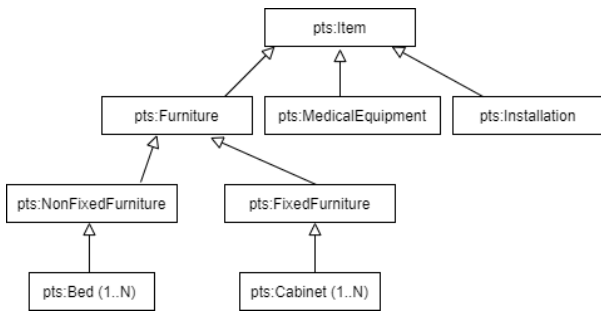 pts:Item
pts:Furniture
pts:MedicalEquipment
pts:Installation
pts:NonFixedFurniture
pts:FixedFurniture
pts:Bed (1..N)
pts:Cabinet (1..N)